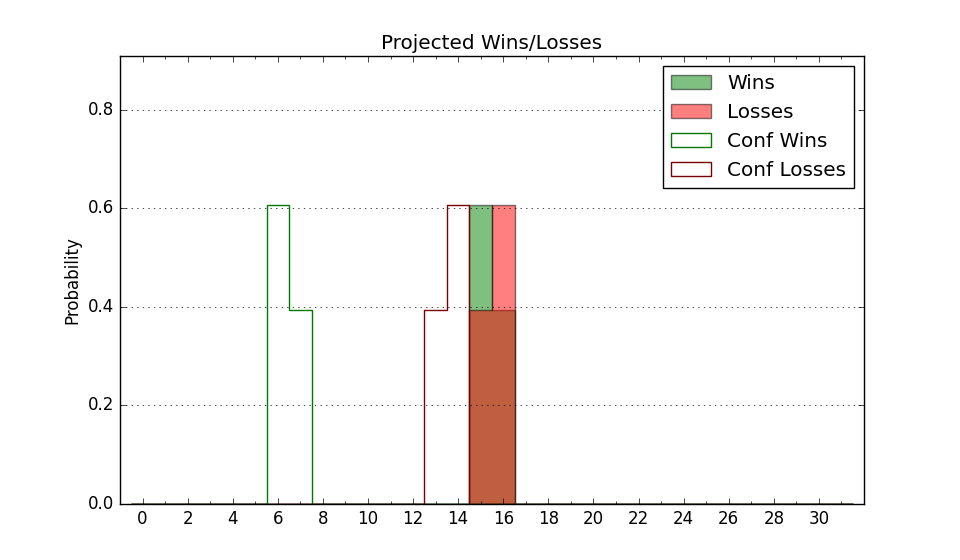 Projected Wins/Losses
Wins
Losses
Conf Wins
Conf Losses
Probability
0.8
0.6
0.4
0.2
0.0
0 2 4 6 8 10 12 14 16 18 20 22 24 26 28 30